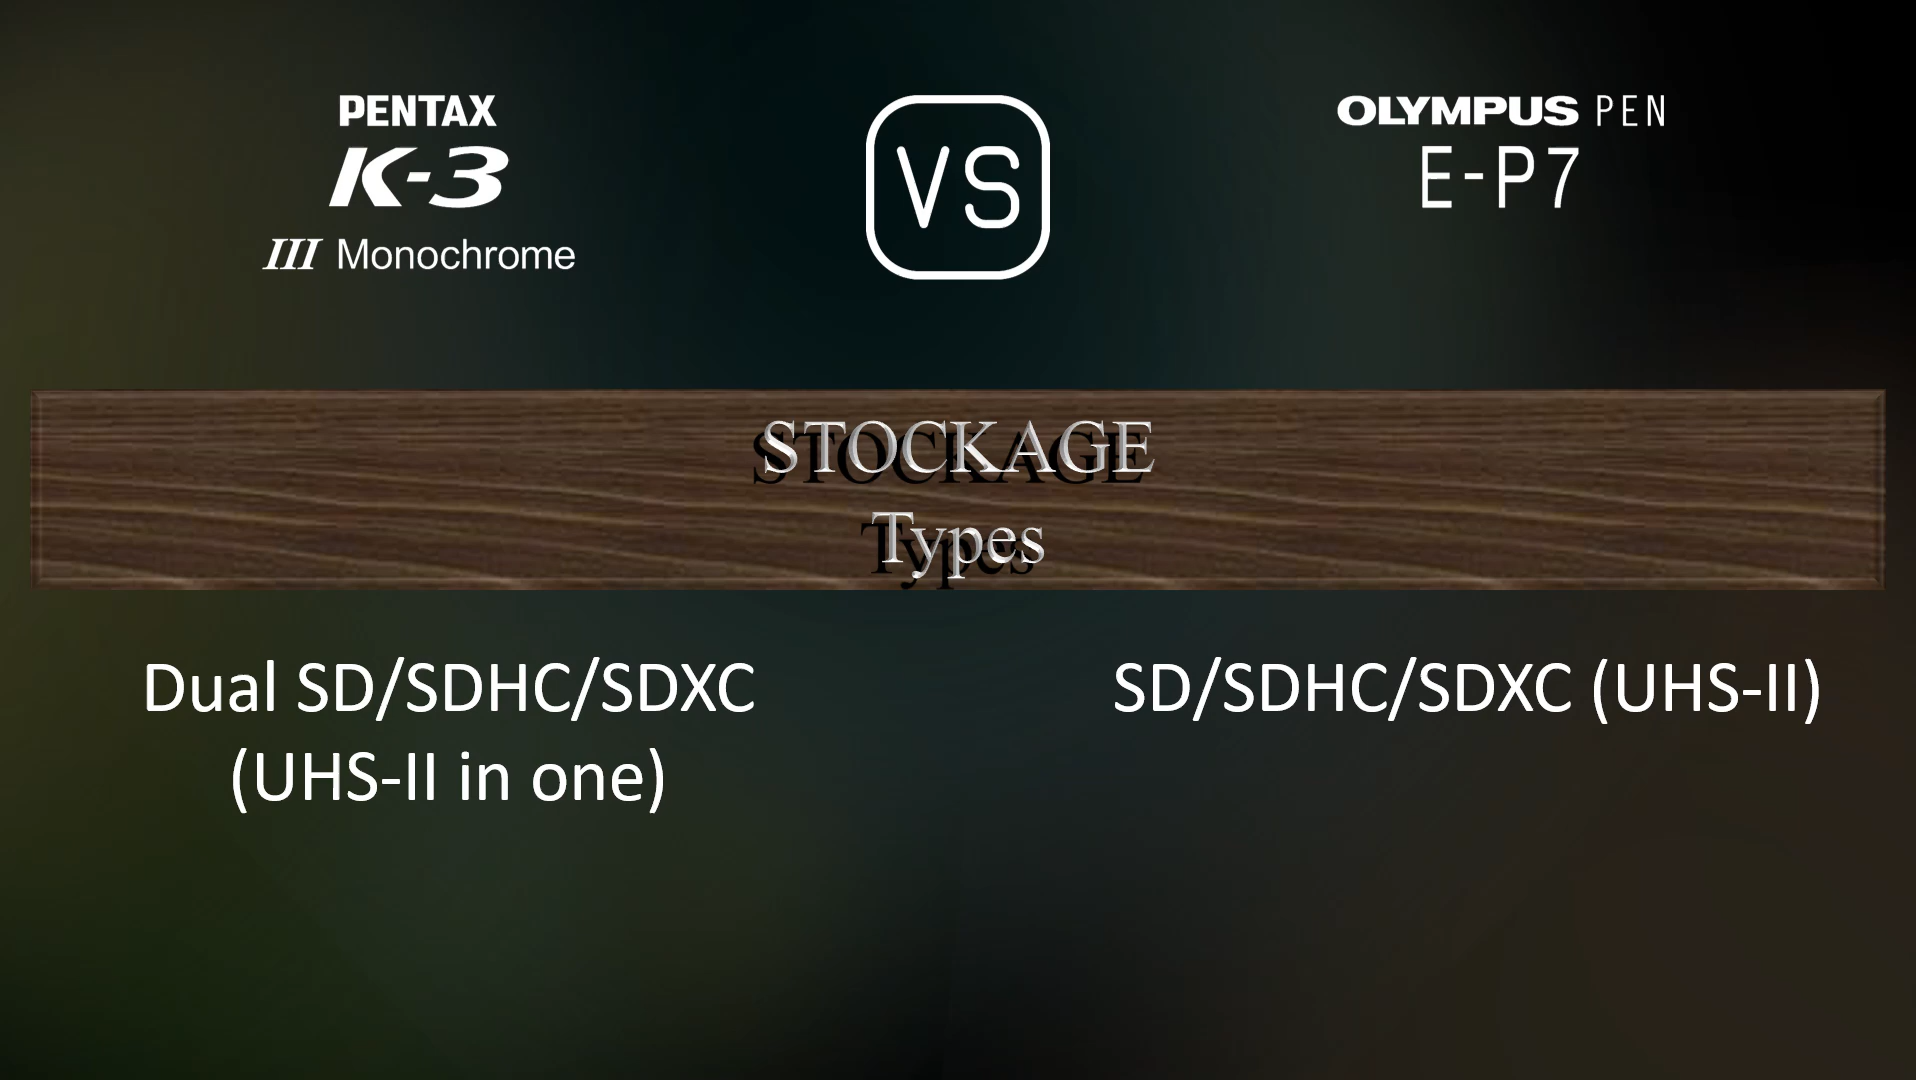 PENTAX
K-3
III Monochrome
VS
OLYMPUS PEN
E-P7
STOCKAGE
Types
Dual SD/SDHC/SDXC
(UHS-II in one)
SD/SDHC/SDXC (UHS-II)